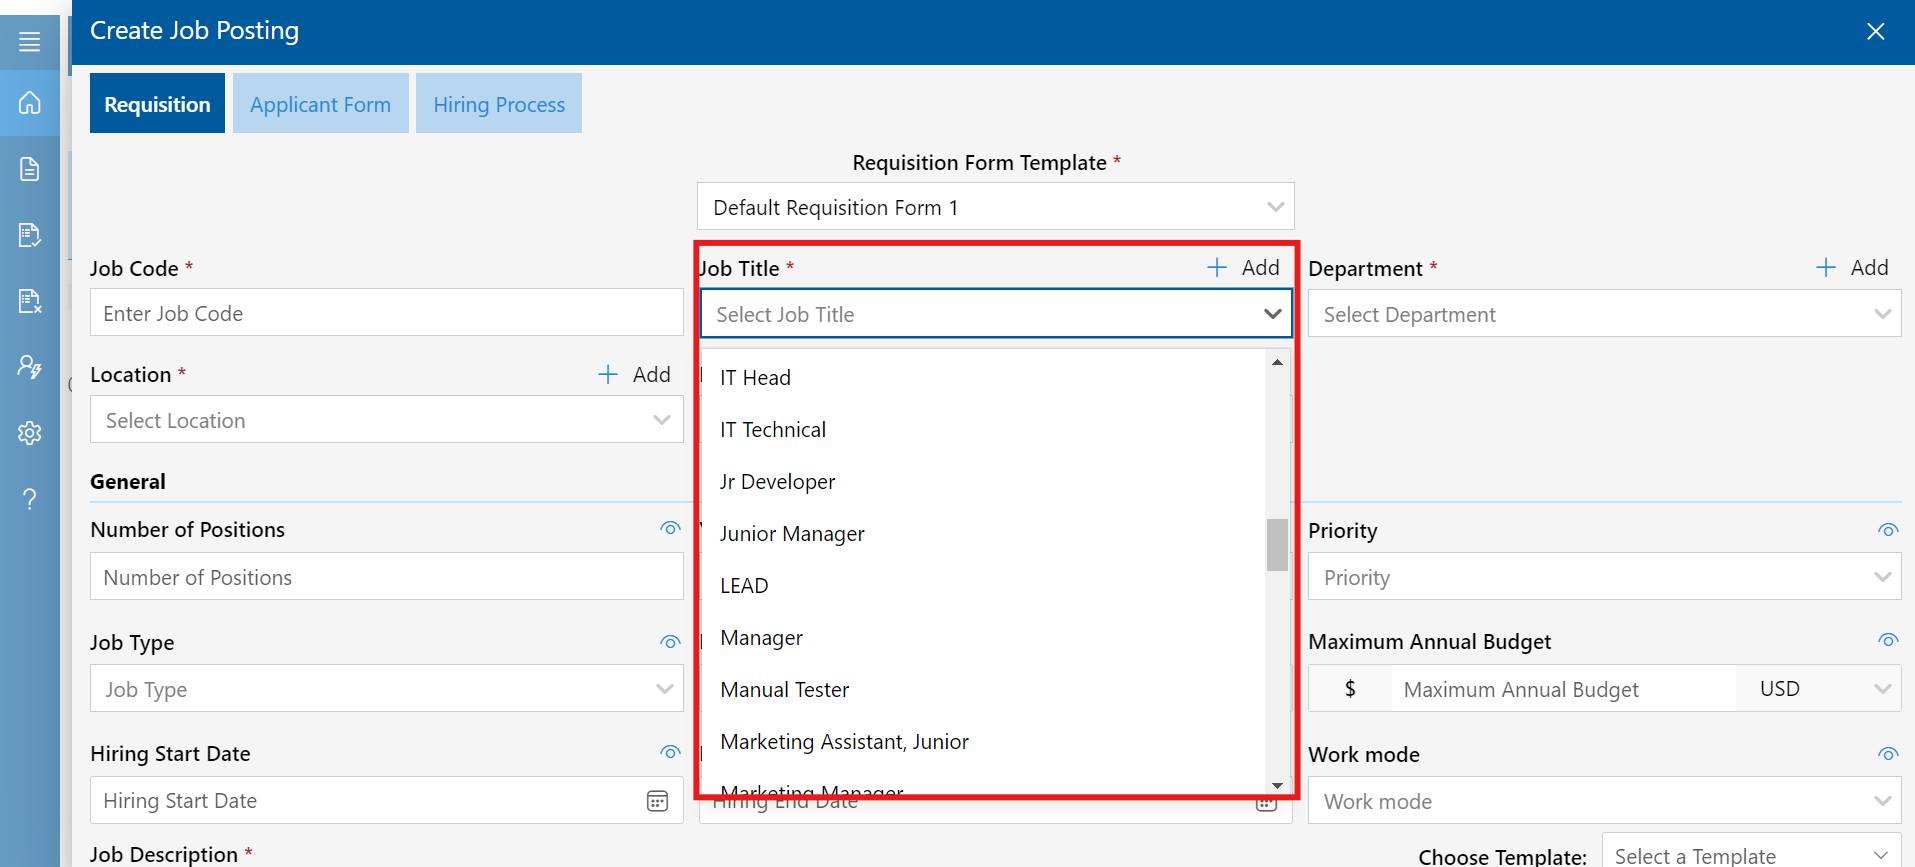 Create Job Posting
Requisition
Applicant Form
Hiring Process
Requisition Form Template *
Default Requisition Form 1
Job Code *
Enter Job Code
Job Title *
+ Add
Select Job Title
Department *
+ Add
Select Department
Location *
+ Add
Select Location
IT Head
IT Technical
Jr Developer
Junior Manager
LEAD
Manager
Manual Tester
Marketing Assistant, Junior
Marketing Manager
General
Number of Positions
Number of Positions
Priority
Priority
Job Type
Job Type
Maximum Annual Budget
$ Maximum Annual Budget USD
Hiring Start Date
Hiring Start Date
Hiring End Date
Work mode
Work mode
Job Description *
Choose Template:
Select a Template